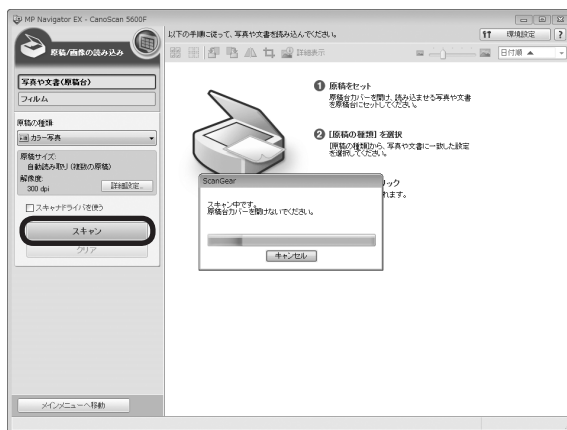 MP Navigator EX - CanoScan 5600F
原稿/画像の読み込み
以下の手順に従って、写真や文書を読み込んでください。
環境設定
?
詳細表示
日付順 ▲
写真や文書(原稿台)
フィルム
原稿の種類:
カラー写真
原稿サイズ:
自動読み取り (複数の原稿)
解像度:
300 dpi
詳細設定...
スキャナドライバを使う
スキャン
クリア
メインメニューへ移動
1 原稿をセット
原稿台カバーを開け、読み込ませる写真や文書
を原稿台にセットしてください。
2 [原稿の種類] を選択
[原稿の種類]から、写真や文書に一致した設定
を選択してください。
リック
れます。
ScanGear
スキャン中です。
原稿台カバーを開けないでください。
キャンセル